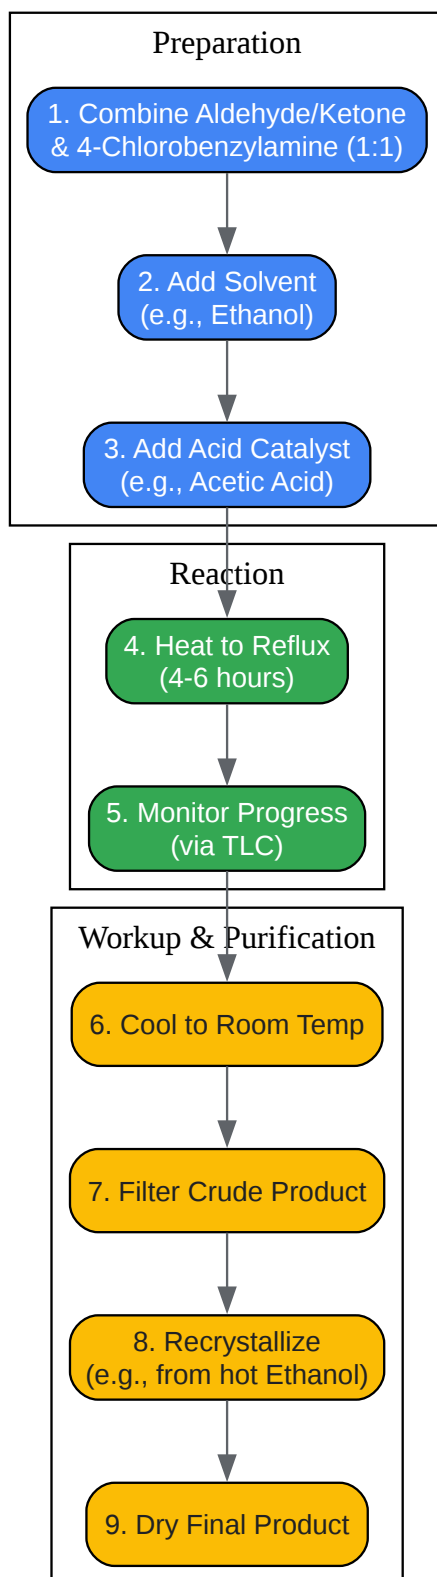 Preparation
1. Combine Aldehyde/Ketone
& 4-Chlorobenzylamine (1:1)
2. Add Solvent
(e.g., Ethanol)
3. Add Acid Catalyst
(e.g., Acetic Acid)
Reaction
4. Heat to Reflux
(4-6 hours)
5. Monitor Progress
(via TLC)
Workup & Purification
6. Cool to Room Temp
7. Filter Crude Product
8. Recrystallize
(e.g., from hot Ethanol)
9. Dry Final Product